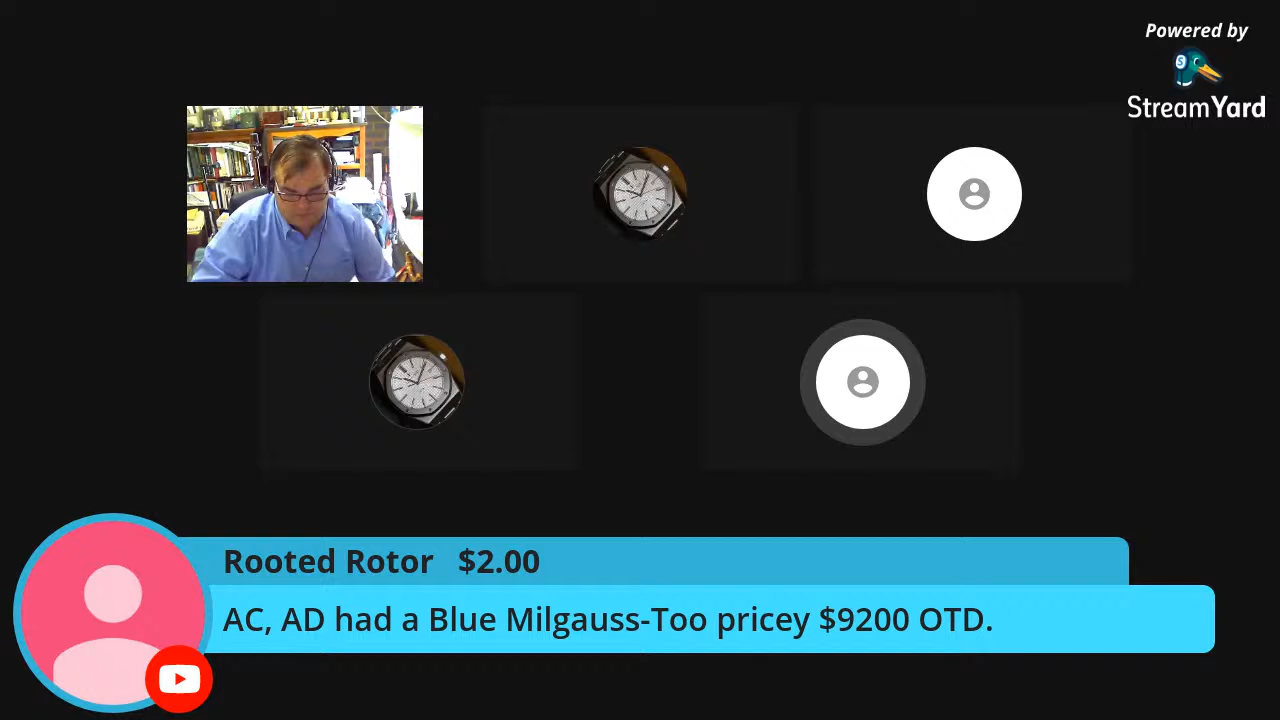 Powered by
StreamYard
Rooted Rotor $2.00
AC, AD had a Blue Milgauss-Too pricey $9200 OTD.